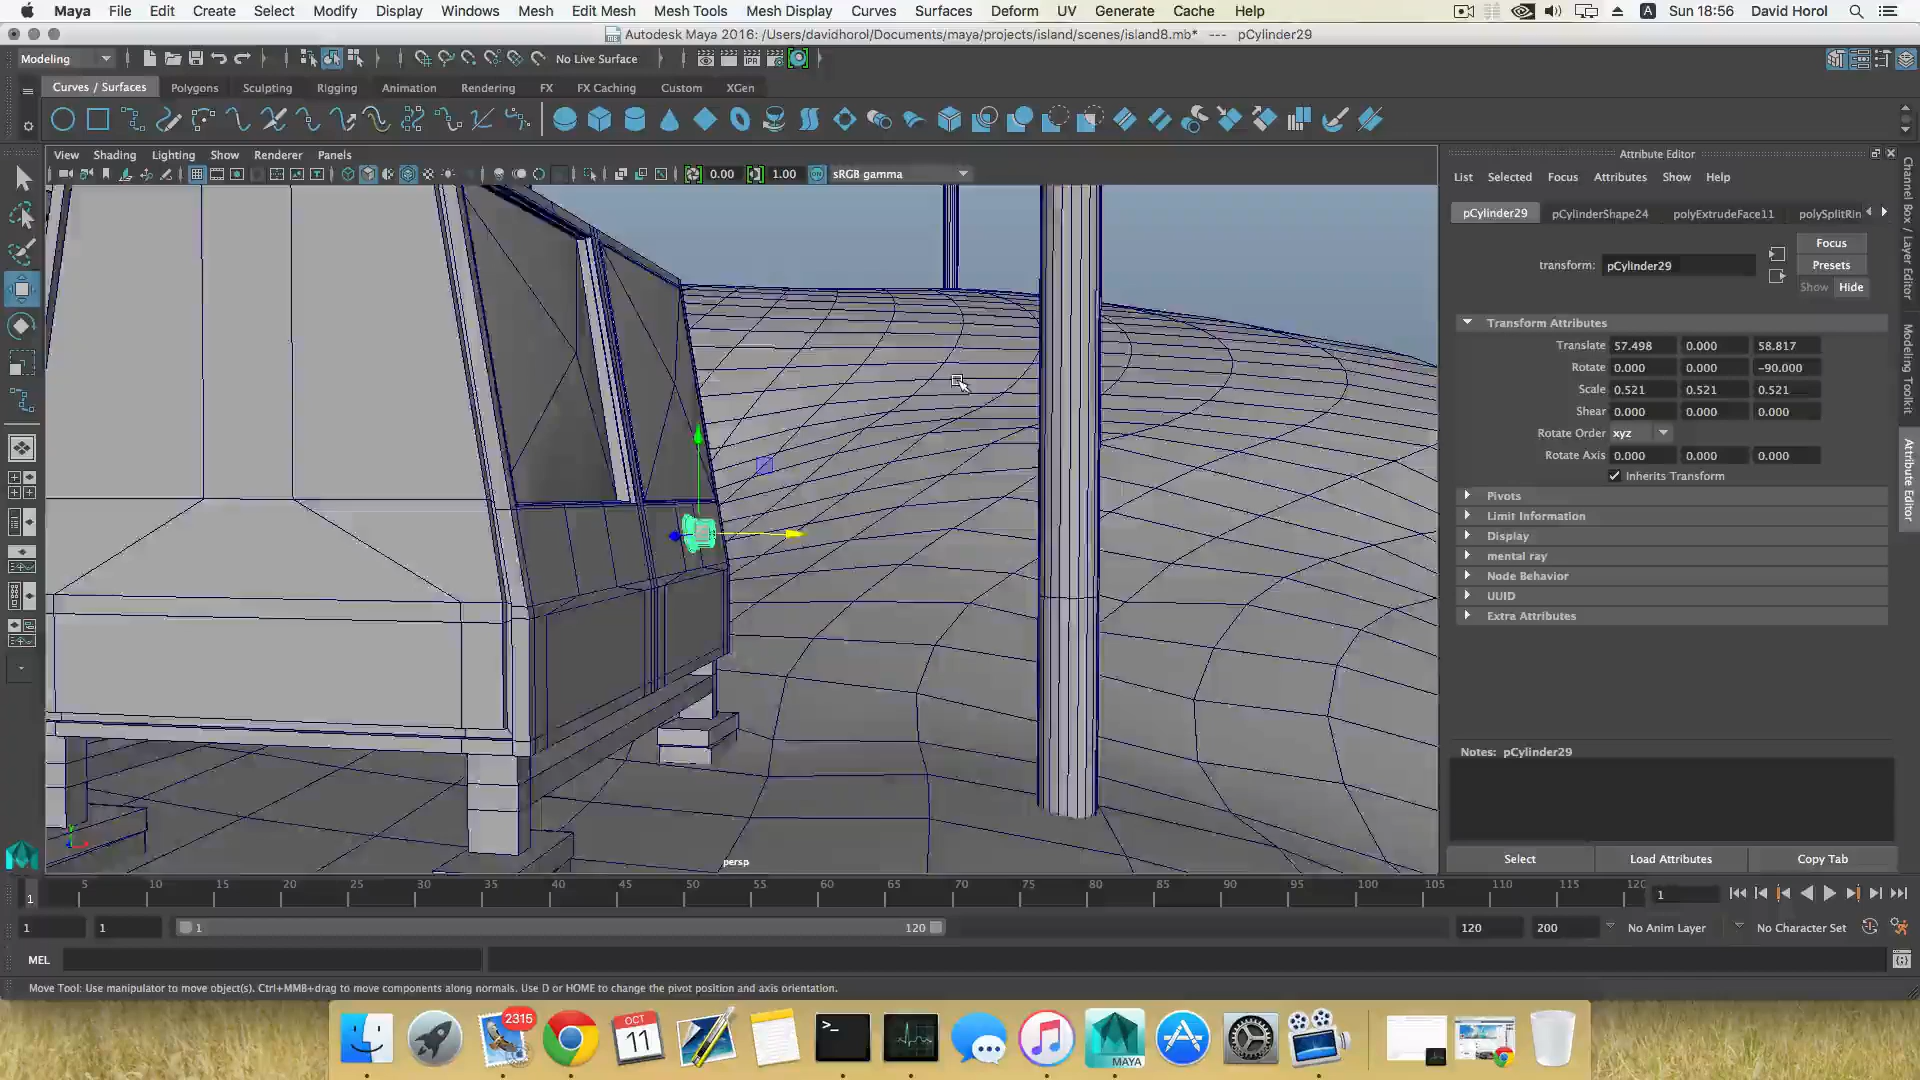 Maya File Edit Create Select Modify Display Windows Mesh Edit Mesh Mesh Tools Mesh Display Curves Surfaces Deform UV Generate Cache Help A Sun 18:56 David Horol
Autodesk Maya 2016: /Users/davidhorol/Documents/maya/projects/island/scenes/island8.mb* --- pCylinder29
Modeling No Live Surface
Curves / Surfaces Polygons Sculpting Rigging Animation Rendering FX FX Caching Custom XGen
View Shading Lighting Show Renderer Panels
0.00 1.00 sRGB gamma
Attribute Editor
List Selected Focus Attributes Show Help
pCylinder29 pCylinderShape24 polyExtrudeFace11 polySplitRin
Focus
transform: pCylinder29 Presets
Show Hide
Transform Attributes
Translate 57.498 0.000 58.817
Rotate 0.000 0.000 -90.000
Scale 0.521 0.521 0.521
Shear 0.000 0.000 0.000
Rotate Order xyz
Rotate Axis 0.000 0.000 0.000
Inherits Transform
Pivots
Limit Information
Display
mental ray
Node Behavior
UUID
Extra Attributes
Notes: pCylinder29
Select Load Attributes Copy Tab
Channel Box / Layer Editor
Modeling Toolkit
Attribute Editor
persp
1 5 10 15 20 25 30 35 40 45 50 55 60 65 70 75 80 85 90 95 100 105 110 115 120 1
1 1 1 120 120 200 No Anim Layer No Character Set
MEL
Move Tool: Use manipulator to move object(s). Ctrl+MMB+drag to move components along normals. Use D or HOME to change the pivot position and axis orientation.
2315
OCT
11
MAYA